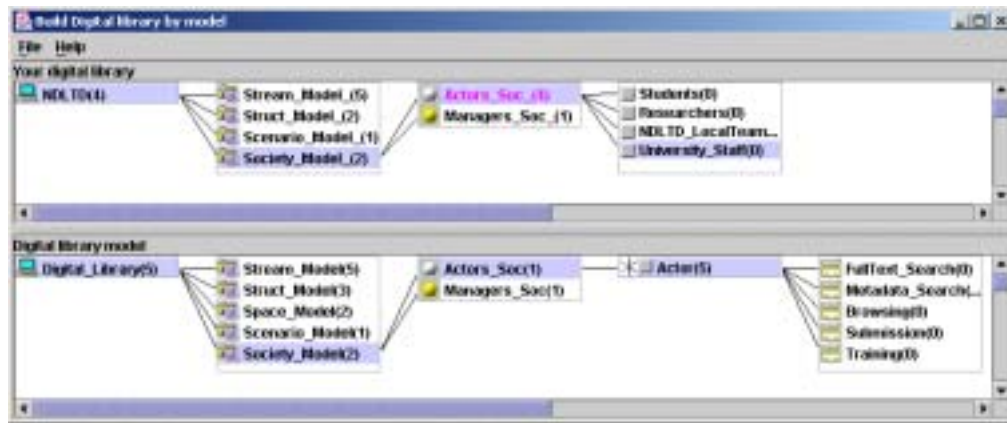 Build Digital library by model
File Help
Your digital library
NDLTD(4)
Stream_Model_(5)
Struct_Model_(2)
Scenario_Model_(1)
Society_Model_(2)
Actors_Soc_(4)
Managers_Soc_(1)
Students(0)
Researchers(0)
NDLTD_LocalTeam...
University_Staff(0)
Digital library model
Digital_Library(5)
Stream_Model(5)
Struct_Model(3)
Space_Model(2)
Scenario_Model(1)
Society_Model(2)
Actors_Soc(1)
Managers_Soc(1)
Actor(5)
FullText_Search(0)
Metadata_Search(...
Browsing(0)
Submission(0)
Training(0)